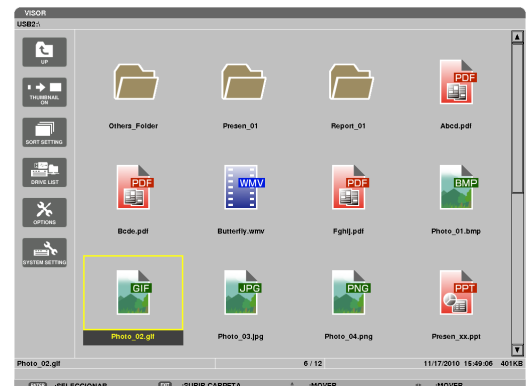 VISOR
USB2:\
UP
THUMBNAIL ON
SORT SETTING
DRIVE LIST
OPTIONS
SYSTEM SETTING
Others_Folder
Presen_01
Report_01
PDF
Abcd.pdf
PDF
Bcde.pdf
WMV
Butterfly.wmv
PDF
Fghij.pdf
BMP
Photo_01.bmp
GIF
Photo_02.gif
JPG
Photo_03.jpg
PNG
Photo_04.png
PPT
Presen_xx.ppt
Photo_02.gif
6 / 12
11/17/2010 15:49:06 401KB
ENTER :SELECCIONAR EXIT :SUBIR CARPETA :MOVER :MOVER